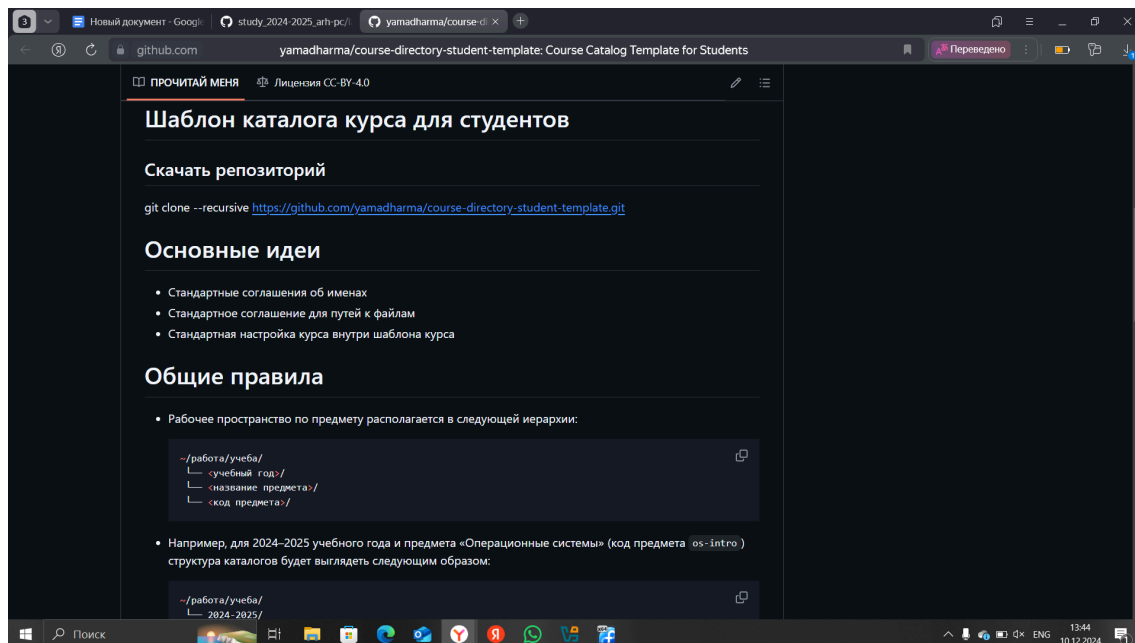 3
Новый документ - Google
study_2024-2025_arh-pc/l
yamadharma/course-di
github.com
yamadharma/course-directory-student-template: Course Catalog Template for Students
Переведено
ПРОЧИТАЙ МЕНЯ
Лицензия CC-BY-4.0
Шаблон каталога курса для студентов
Скачать репозиторий
git clone --recursive https://github.com/yamadharma/course-directory-student-template.git
Основные идеи
• Стандартные соглашения об именах
• Стандартное соглашение для путей к файлам
• Стандартная настройка курса внутри шаблона курса
Общие правила
• Рабочее пространство по предмету располагается в следующей иерархии:
~/работа/учеба/
└── <учебный год>/
└── <название предмета>/
└── <код предмета>/
• Например, для 2024–2025 учебного года и предмета «Операционные системы» (код предмета os-intro )
структура каталогов будет выглядеть следующим образом:
~/работа/учеба/
└── 2024-2025/
Поиск
ENG
13:44
10.12.2024